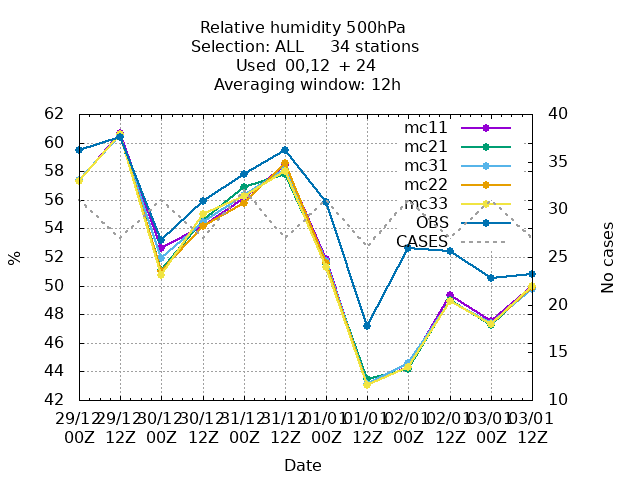 Relative humidity 500hPa
Selection: ALL 34 stations
Used 00,12 + 24
Averaging window: 12h
62
60
58
56
54
52
50
48
46
44
42
%
40
35
30
25
20
15
10
No cases
mc11
mc21
mc31
mc22
mc33
OBS
CASES
29/12 29/12 30/12 30/12 31/12 31/12 01/01 01/01 02/01 02/01 03/01 03/01
00Z 12Z 00Z 12Z 00Z 12Z 00Z 12Z 00Z 12Z 00Z 12Z
Date